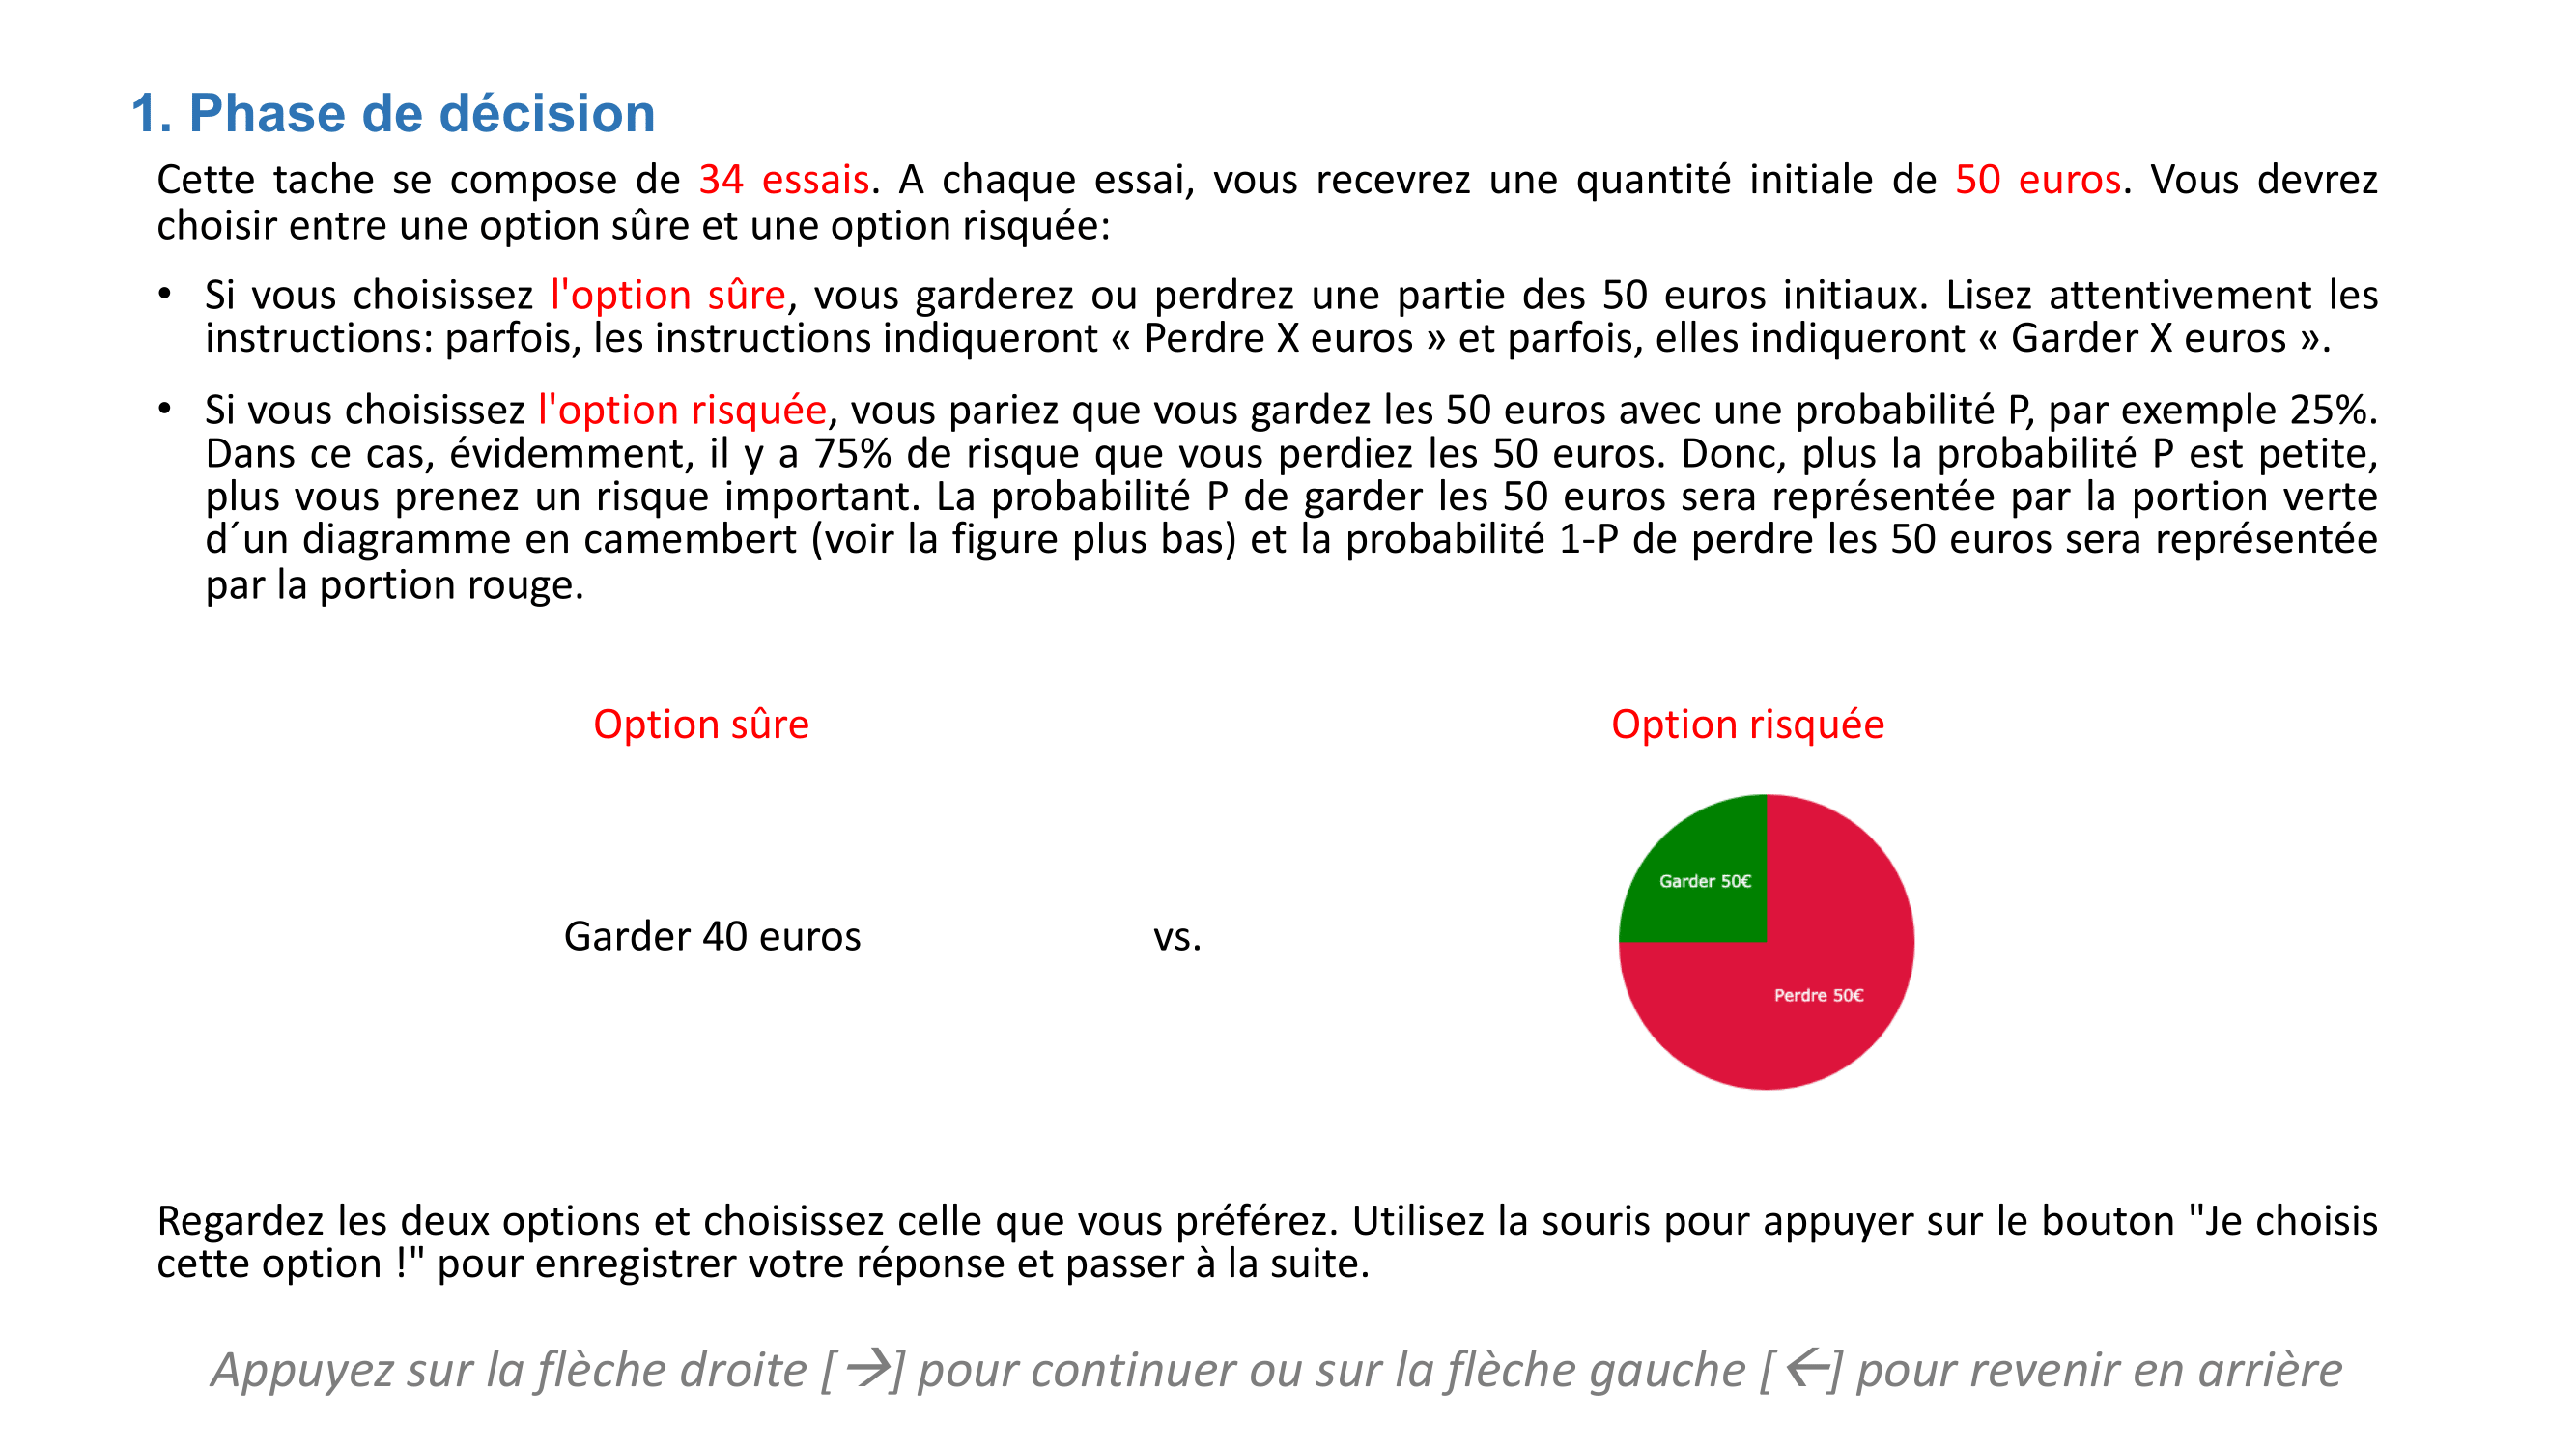 1. Phase de décision
Cette tache se compose de 34 essais. A chaque essai, vous recevrez une quantité initiale de 50 euros. Vous devrez
choisir entre une option sûre et une option risquée:
• Si vous choisissez l'option sûre, vous garderez ou perdrez une partie des 50 euros initiaux. Lisez attentivement les
instructions: parfois, les instructions indiqueront « Perdre X euros » et parfois, elles indiqueront « Garder X euros ».
• Si vous choisissez l'option risquée, vous pariez que vous gardez les 50 euros avec une probabilité P, par exemple 25%.
Dans ce cas, évidemment, il y a 75% de risque que vous perdiez les 50 euros. Donc, plus la probabilité P est petite,
plus vous prenez un risque important. La probabilité P de garder les 50 euros sera représentée par la portion verte
d´un diagramme en camembert (voir la figure plus bas) et la probabilité 1-P de perdre les 50 euros sera représentée
par la portion rouge.
Option sûre
Option risquée
Garder 50€
Garder 40 euros
vs.
Perdre 50€
Regardez les deux options et choisissez celle que vous préférez. Utilisez la souris pour appuyer sur le bouton "Je choisis
cette option !" pour enregistrer votre réponse et passer à la suite.
Appuyez sur la flèche droite [→] pour continuer ou sur la flèche gauche [←] pour revenir en arrière